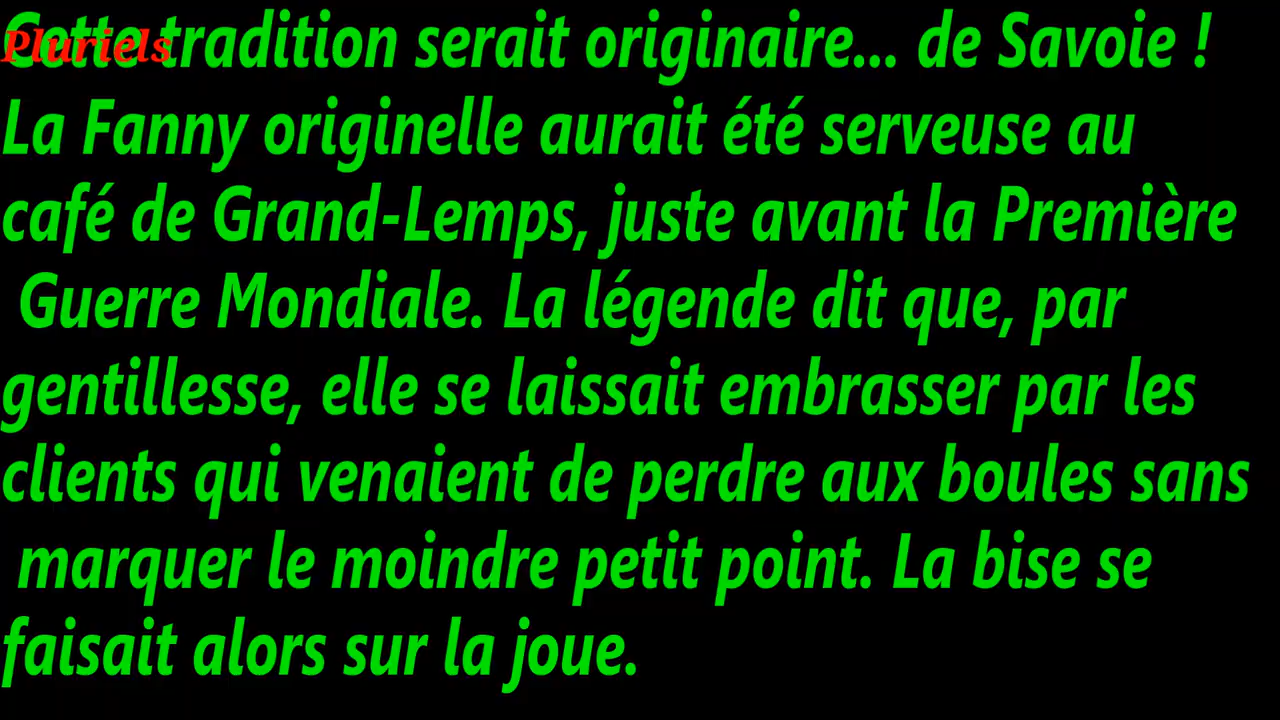 Pluriels
Cette tradition serait originaire... de Savoie !
La Fanny originelle aurait été serveuse au
café de Grand-Lemps, juste avant la Première
Guerre Mondiale. La légende dit que, par
gentillesse, elle se laissait embrasser par les
clients qui venaient de perdre aux boules sans
marquer le moindre petit point. La bise se
faisait alors sur la joue.